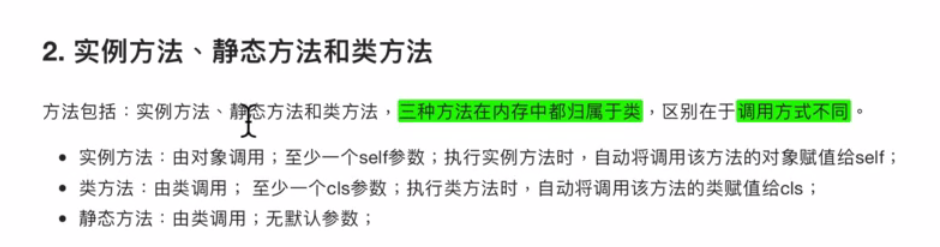 2. 实例方法、静态方法和类方法
方法包括：实例方法、静态方法和类方法，三种方法在内存中都归属于类，区别在于调用方式不同。
实例方法：由对象调用；至少一个self参数；执行实例方法时，自动将调用该方法的对象赋值给self；
类方法：由类调用； 至少一个cls参数；执行类方法时，自动将调用该方法的类赋值给cls；
静态方法：由类调用；无默认参数；